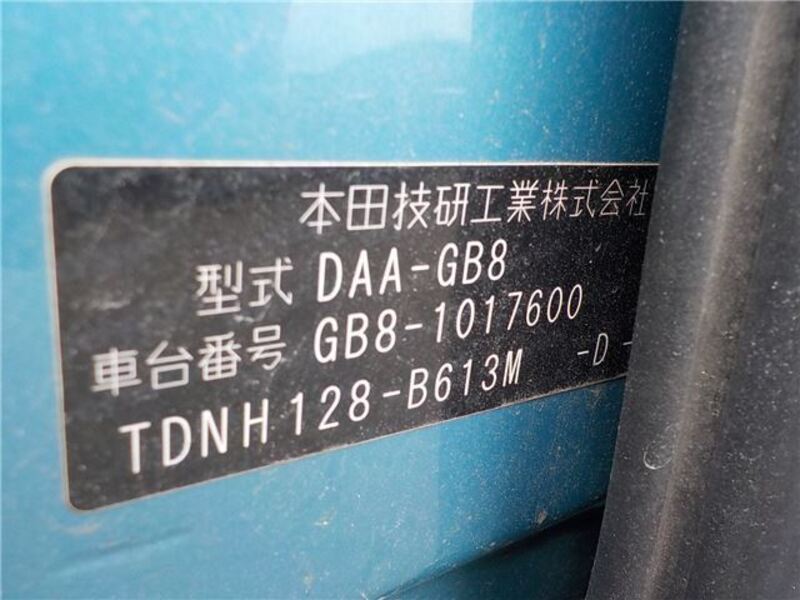 本田技研工業株式会社
型式 DAA-GB8
車台番号 GB8-1017600
TDNH128-B613M -D-